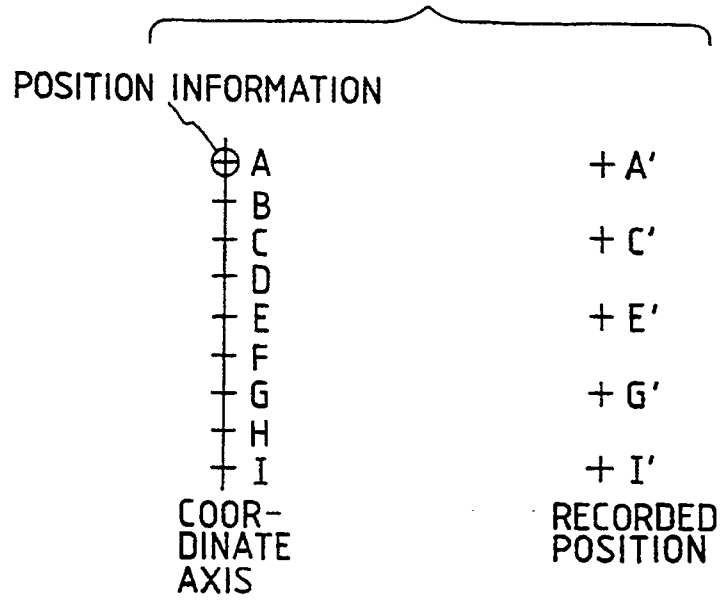 POSITION INFORMATION
A A'
B
C C'
D
E E'
F
G G'
H
I I'
COOR-
DINATE
AXIS
RECORDED
POSITION